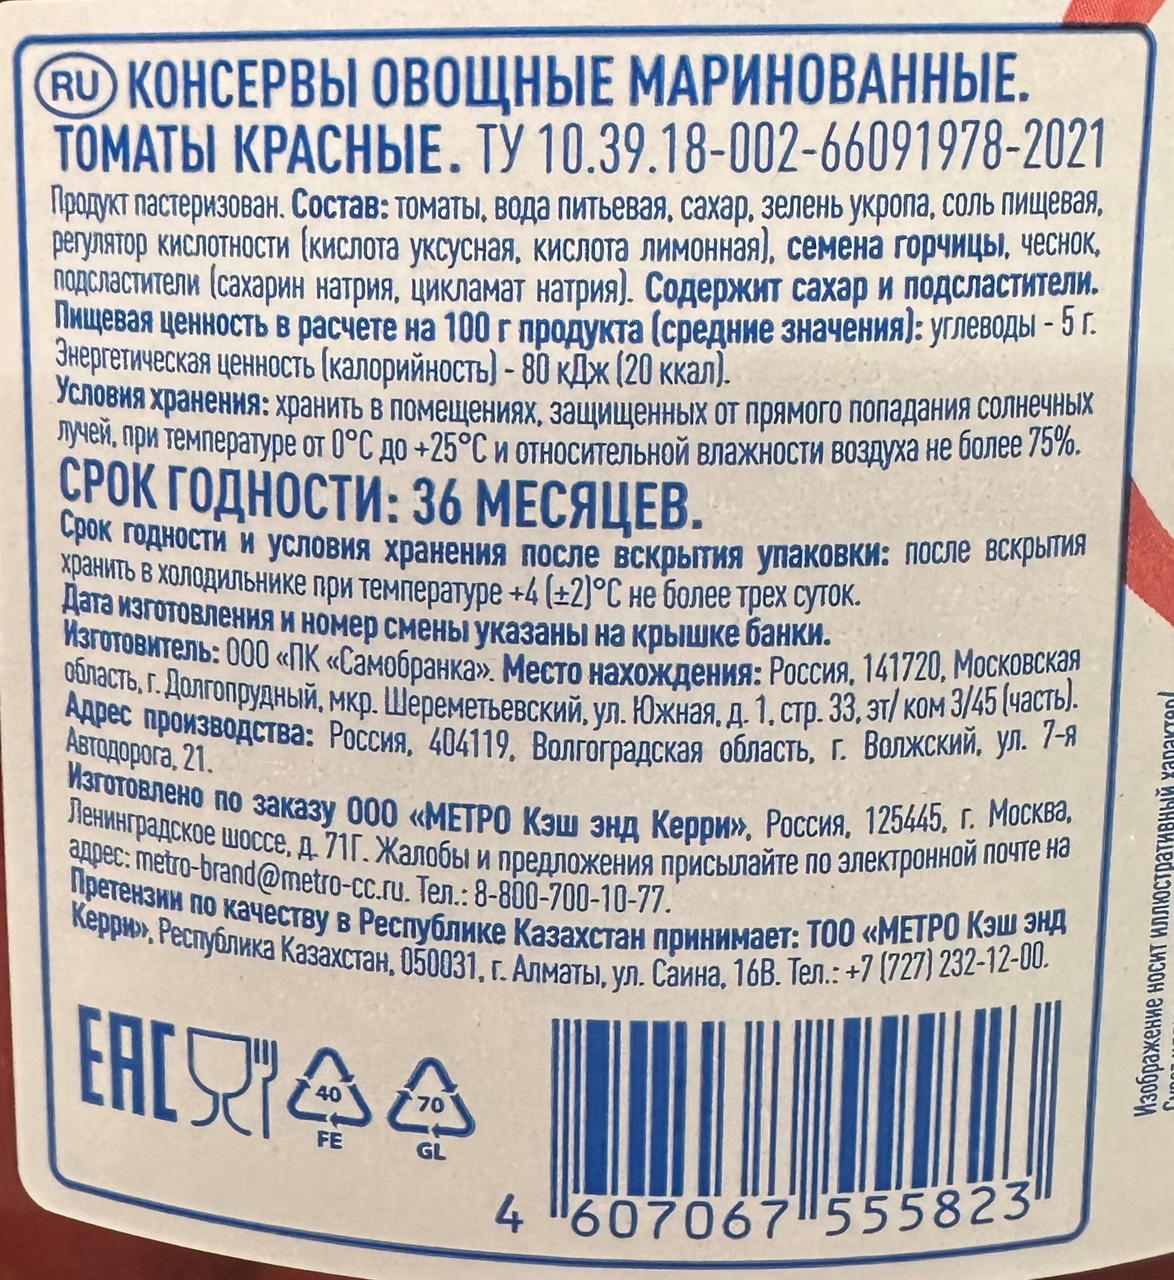 RU КОНСЕРВЫ ОВОЩНЫЕ МАРИНОВАННЫЕ.
ТОМАТЫ КРАСНЫЕ. ТУ 10.39.18-002-66091978-2021
Продукт пастеризован. Состав: томаты, вода питьевая, сахар, зелень укропа, соль пищевая,
регулятор кислотности (кислота уксусная, кислота лимонная), семена горчицы, чеснок,
подсластители (сахарин натрия, цикламат натрия). Содержит сахар и подсластители.
Пищевая ценность в расчете на 100 г продукта (средние значения): углеводы - 5 г.
Энергетическая ценность (калорийность) - 80 кДж (20 ккал).
Условия хранения: хранить в помещениях, защищенных от прямого попадания солнечных
лучей, при температуре от 0°С до +25°С и относительной влажности воздуха не более 75%.
СРОК ГОДНОСТИ: 36 МЕСЯЦЕВ.
Срок годности и условия хранения после вскрытия упаковки: после вскрытия
хранить в холодильнике при температуре +4 (±2)°С не более трех суток.
Дата изготовления и номер смены указаны на крышке банки.
Изготовитель: ООО «ПК «Самобранка». Место нахождения: Россия, 141720, Московская
область, г. Долгопрудный, мкр. Шереметьевский, ул. Южная, д. 1, стр. 33, эт/ ком 3/45 (часть).
Адрес производства: Россия, 404119, Волгоградская область, г. Волжский, ул. 7-я
Автодорога, 21.
Изготовлено по заказу ООО «МЕТРО Кэш энд Керри», Россия, 125445, г. Москва,
Ленинградское шоссе, д. 71Г. Жалобы и предложения присылайте по электронной почте на
адрес: metro-brand@metro-cc.ru. Тел.: 8-800-700-10-77.
Претензии по качеству в Республике Казахстан принимает: ТОО «МЕТРО Кэш энд
Керри», Республика Казахстан, 050031, г. Алматы, ул. Саина, 16В. Тел.: +7 (727) 232-12-00.
EAC
40
FE
70
GL
4 607067 555823
Изображение носит иллюстративный характер/